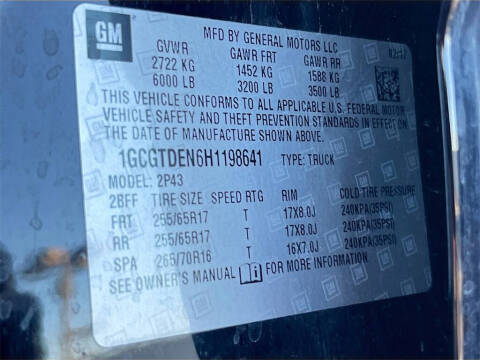 GM
MFD BY GENERAL MOTORS LLC
02/17
GVWR GAWR FRT GAWR RR
2722 KG 1452 KG 1588 KG
6000 LB 3200 LB 3500 LB
THIS VEHICLE CONFORMS TO ALL APPLICABLE U.S. FEDERAL MOTOR
VEHICLE SAFETY AND THEFT PREVENTION STANDARDS IN EFFECT ON
THE DATE OF MANUFACTURE SHOWN ABOVE.
1GCGTDEN6H1198641 TYPE: TRUCK
MODEL: 2P43
2BFF TIRE SIZE SPEED RTG RIM COLD TIRE PRESSURE
FRT 255/65R17 T 17X8.0J 240KPA(35PSI)
RR 255/65R17 T 17X8.0J 240KPA(35PSI)
SPA 265/70R16 T 16X7.0J 240KPA(35PSI)
SEE OWNER'S MANUAL FOR MORE INFORMATION.